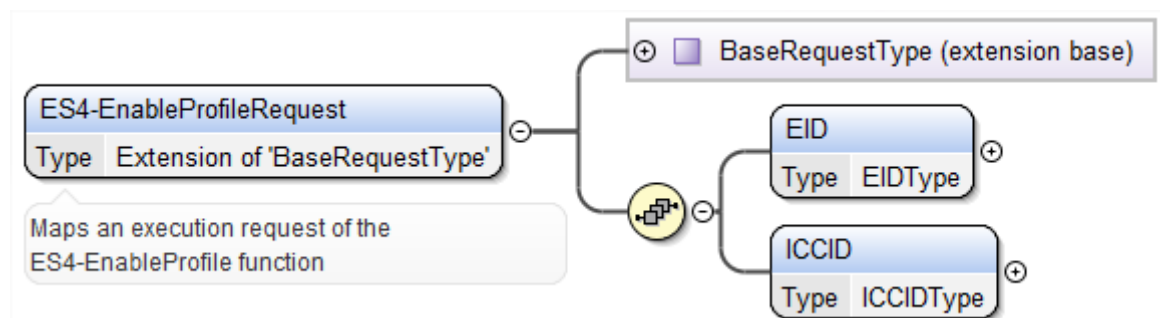 BaseRequestType (extension base)
ES4-EnableProfileRequest
Type Extension of 'BaseRequestType'
Maps an execution request of the
ES4-EnableProfile function
EID
Type EIDType
ICCID
Type ICCIDType